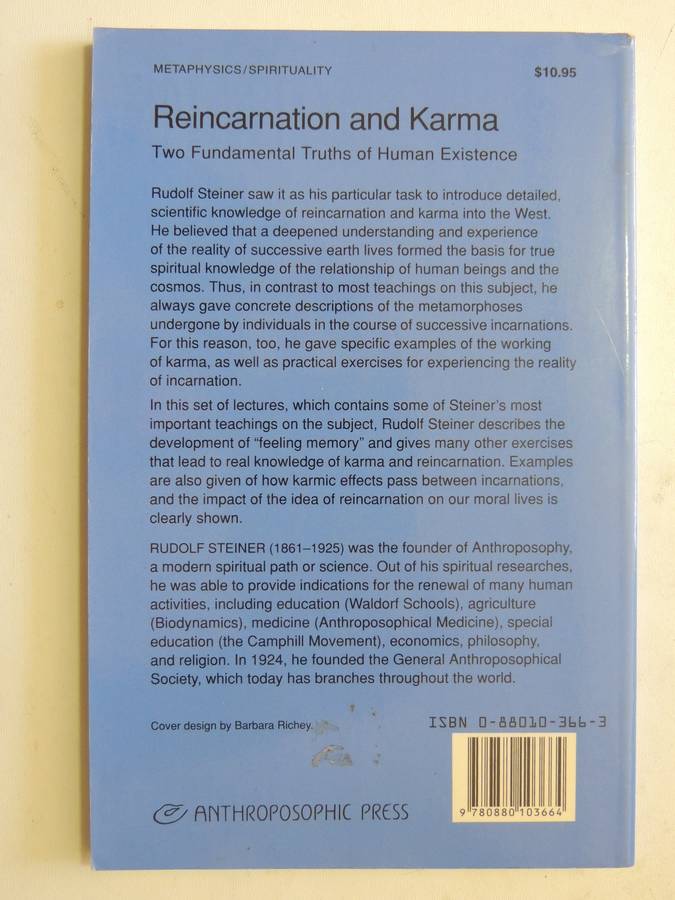 METAPHYSICS/SPIRITUALITY
$10.95
Reincarnation and Karma
Two Fundamental Truths of Human Existence
Rudolf Steiner saw it as his particular task to introduce detailed,
scientific knowledge of reincarnation and karma into the West.
He believed that a deepened understanding and experience
of the reality of successive earth lives formed the basis for true
spiritual knowledge of the relationship of human beings and the
cosmos. Thus, in contrast to most teachings on this subject, he
always gave concrete descriptions of the metamorphoses
undergone by individuals in the course of successive incarnations.
For this reason, too, he gave specific examples of the working
of karma, as well as practical exercises for experiencing the reality
of incarnation.
In this set of lectures, which contains some of Steiner's most
important teachings on the subject, Rudolf Steiner describes the
development of “feeling memory” and gives many other exercises
that lead to real knowledge of karma and reincarnation. Examples
are also given of how karmic effects pass between incarnations,
and the impact of the idea of reincarnation on our moral lives is
clearly shown.
RUDOLF STEINER (1861–1925) was the founder of Anthroposophy,
a modern spiritual path or science. Out of his spiritual researches,
he was able to provide indications for the renewal of many human
activities, including education (Waldorf Schools), agriculture
(Biodynamics), medicine (Anthroposophical Medicine), special
education (the Camphill Movement), economics, philosophy,
and religion. In 1924, he founded the General Anthroposophical
Society, which today has branches throughout the world.
Cover design by Barbara Richey.
ISBN 0-88010-366-3
9 780880 103664
ANTHROPOSOPHIC PRESS